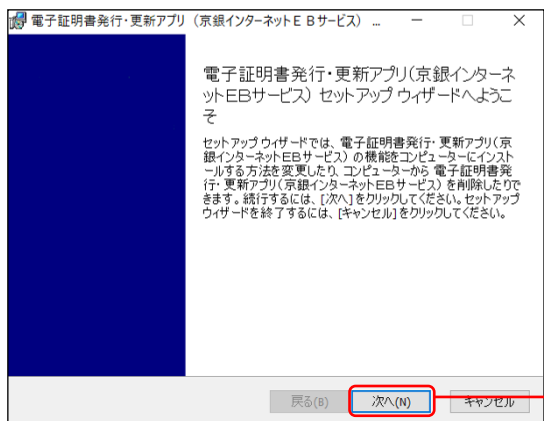 電子証明書発行・更新アプリ（京銀インターネットＥＢサービス） ...
電子証明書発行・更新アプリ(京銀インターネ
ットEBサービス) セットアップ ウィザードへようこ
そ
セットアップ ウィザードでは、電子証明書発行・更新アプリ(京
銀インターネットEBサービス) の機能をコンピューターにインスト
ールする方法を変更したり、コンピューターから 電子証明書発
行・更新アプリ(京銀インターネットEBサービス) を削除したりで
きます。続行するには、[次へ] をクリックしてください。セットアップ
ウィザードを終了するには、[キャンセル] をクリックしてください。
戻る(B) 次へ(N) キャンセル